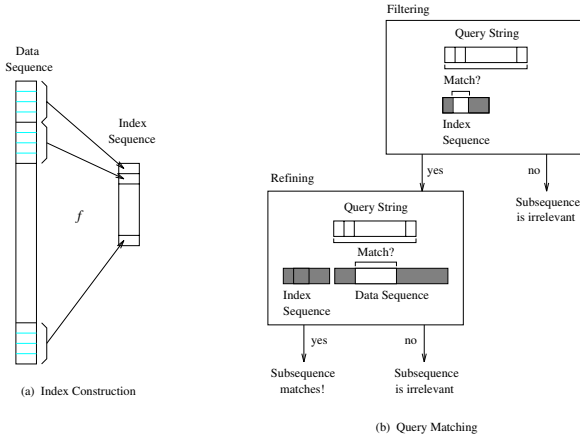 Data
Sequence
Index
Sequence
f
(a) Index Construction
Filtering
Query String
Match?
Index
Sequence
yes
no
Subsequence
is irrelevant
Refining
Query String
Match?
Index
Sequence
Data Sequence
yes
no
Subsequence
matches!
Subsequence
is irrelevant
(b) Query Matching